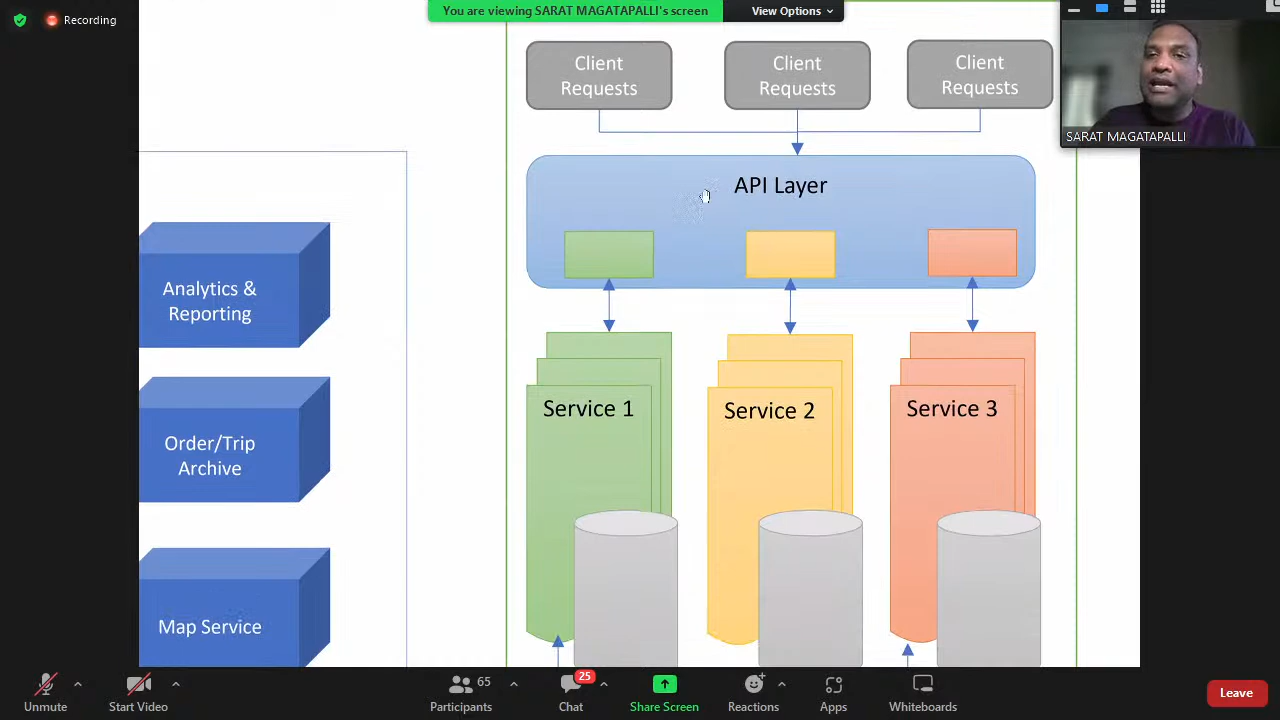 Recording
You are viewing SARAT MAGATAPALLI's screen
View Options
Client
Requests
Client
Requests
Client
Requests
SARAT MAGATAPALLI
API Layer
Analytics &
Reporting
Order/Trip
Archive
Map Service
Service 1
Service 2
Service 3
Unmute
Start Video
65
Participants
25
Chat
Share Screen
Reactions
Apps
Whiteboards
Leave